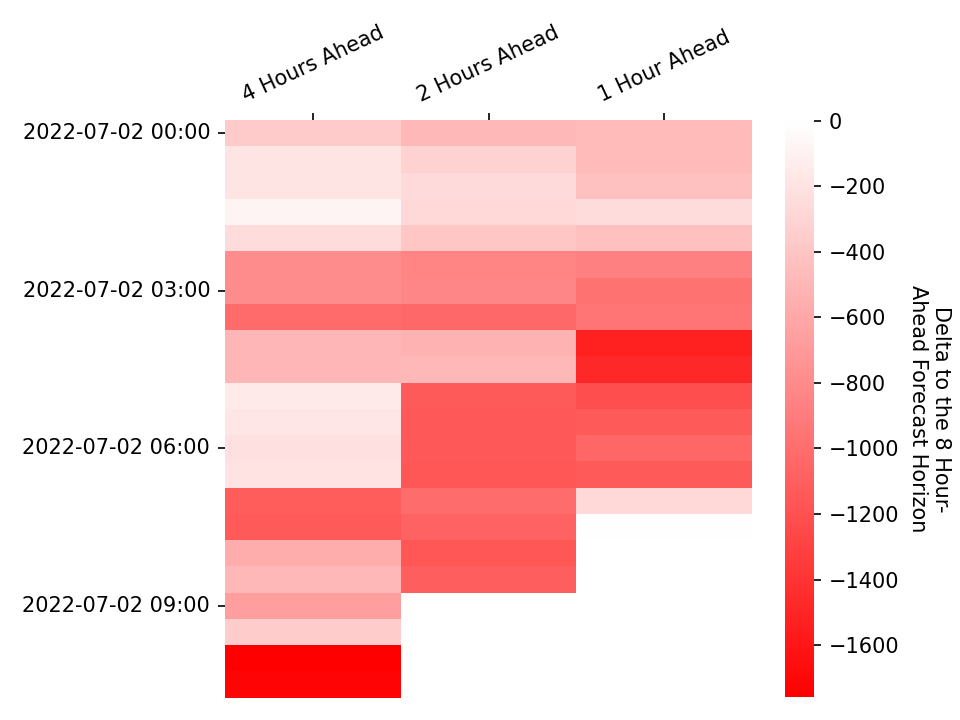 4 Hours Ahead
2 Hours Ahead
1 Hour Ahead
2022-07-02 00:00
2022-07-02 03:00
2022-07-02 06:00
2022-07-02 09:00
0
−200
−400
−600
−800
−1000
−1200
−1400
−1600
Delta to the 8 Hour-
Ahead Forecast Horizon